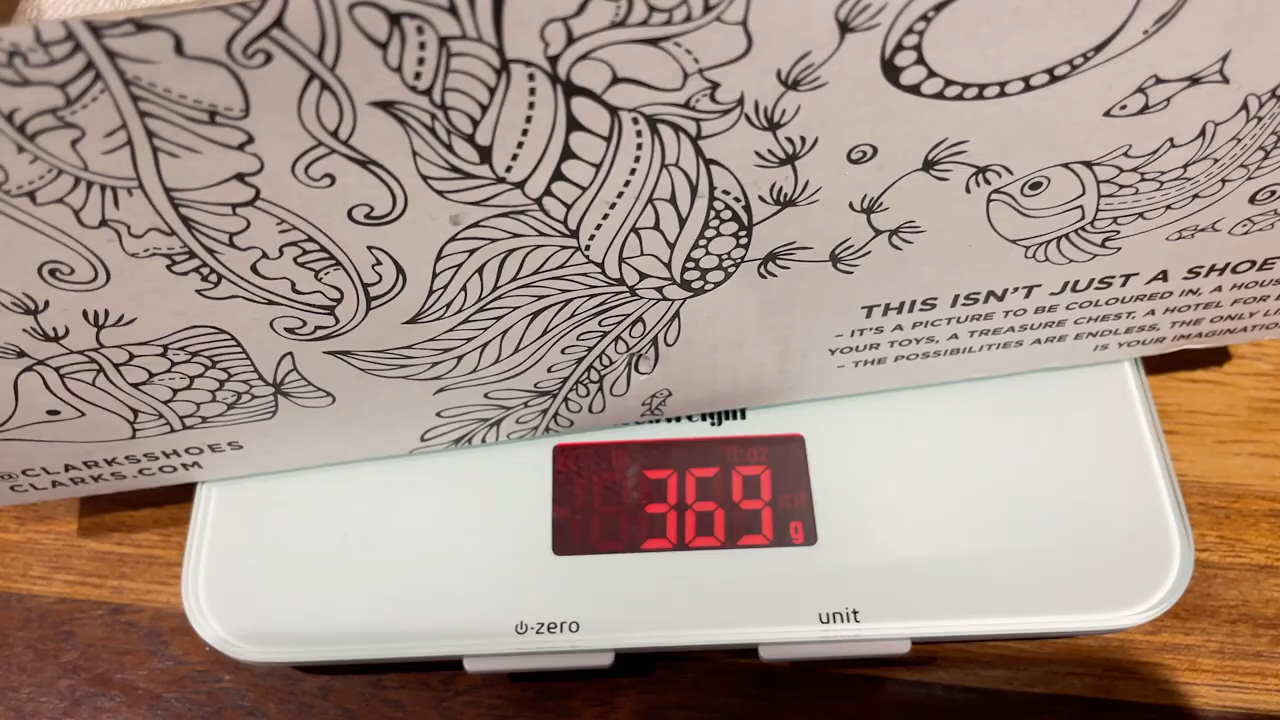 THIS ISN'T JUST A SHOE
– IT'S A PICTURE TO BE COLOURED IN, A HOUS
YOUR TOYS, A TREASURE CHEST, A HOTEL FOR
– THE POSSIBILITIES ARE ENDLESS, THE ONLY LI
IS YOUR IMAGINATIO
@CLARKSSHOES
CLARKS.COM
369 g
zero
unit